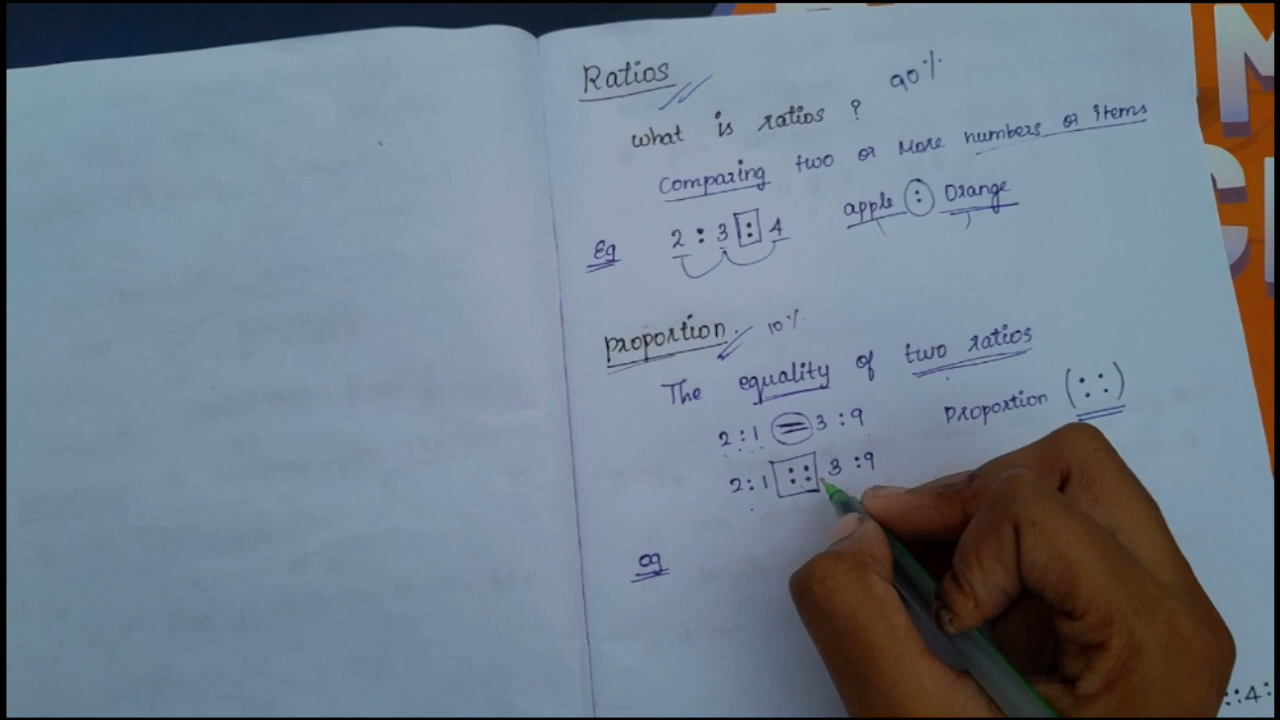 Ratios
90%
What is ratios ?
Comparing two or More numbers or items
Eg 2 : 3 : 4 apple : Orange
Proportion. 10%
The equality of two ratios
2 : 1 = 3 : 9 Proportion (::)
2 : 1 :: 3 : 9
eg
::4:
M